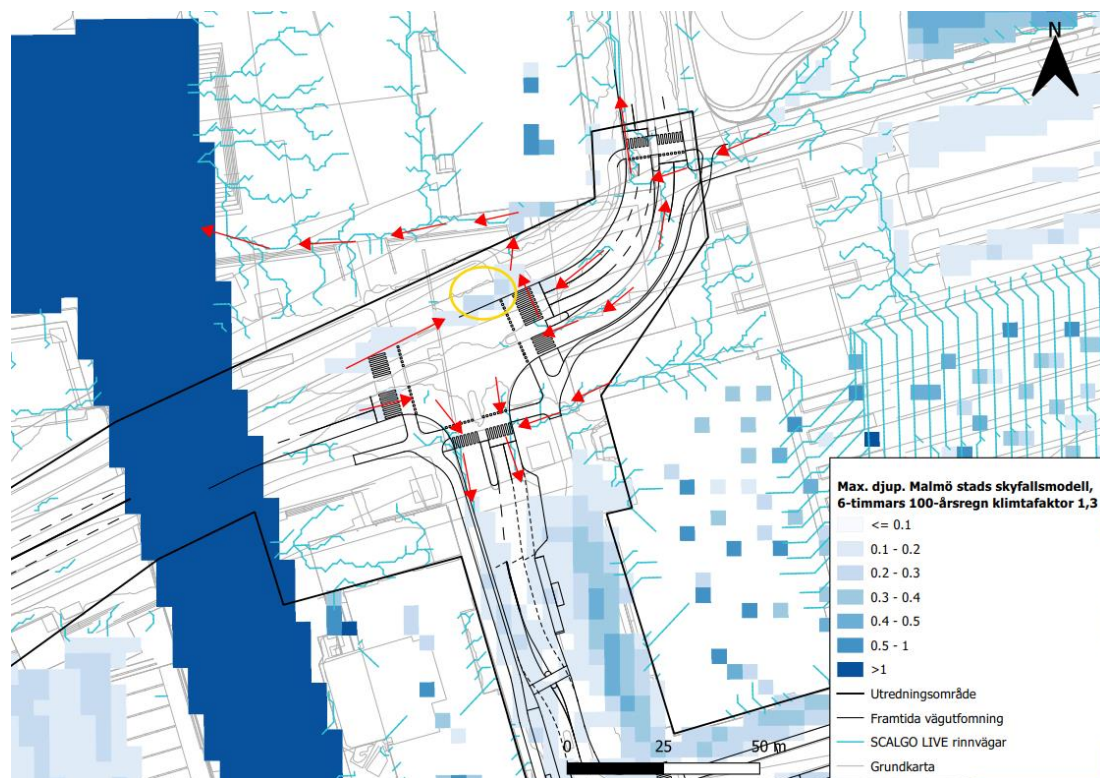 N
Max. djup. Malmö stads skyfallsmodell,
6-timmars 100-årsregn klimtafaktor 1,3
<= 0.1
0.1 - 0.2
0.2 - 0.3
0.3 - 0.4
0.4 - 0.5
0.5 - 1
>1
Utredningsområde
Framtida vägutfomning
SCALGO LIVE rinnvägar
Grundkarta
0 25 50 m